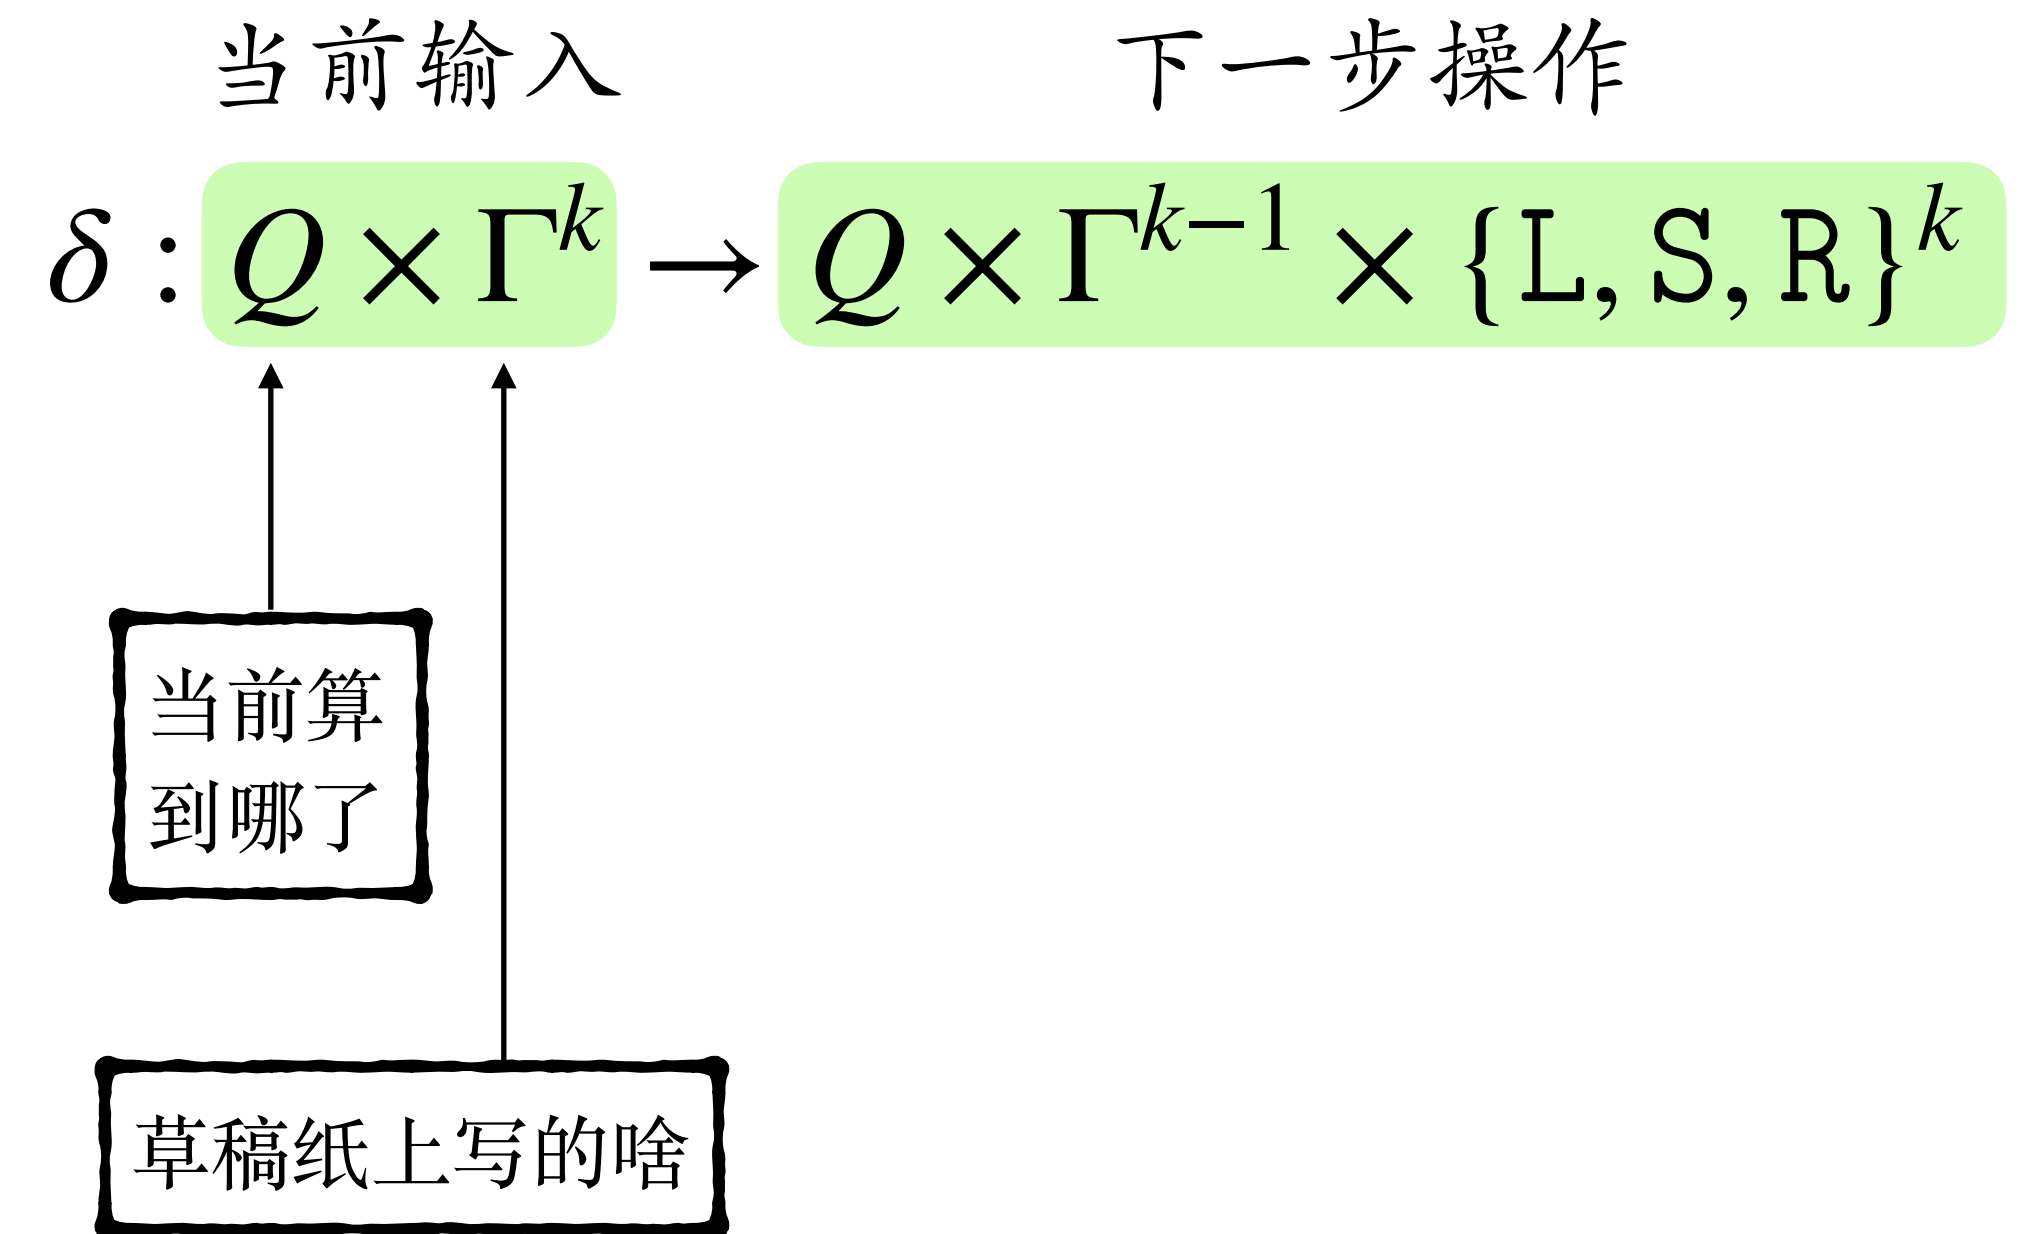 当前输入 下一步操作
δ : Q × Γ^k → Q × Γ^{k−1} × {L, S, R}^k
当前算
到哪了
草稿纸上写的啥